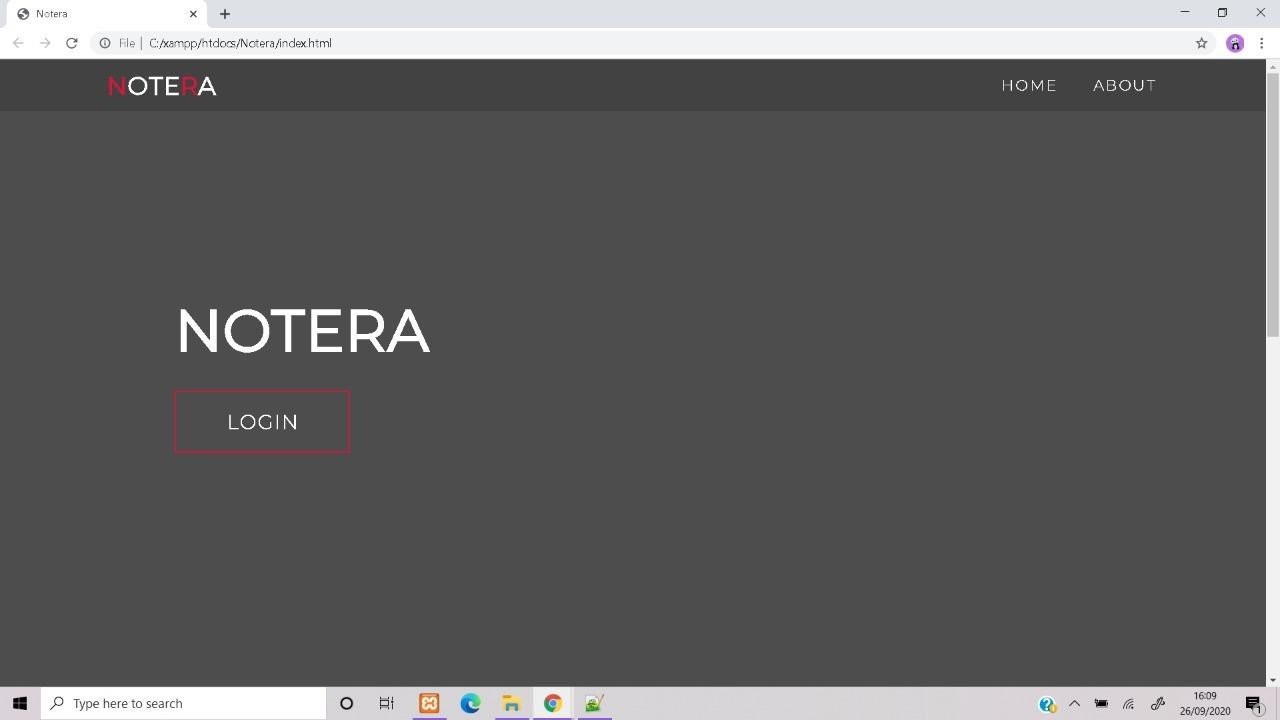 Notera
File | C:/xampp/htdocs/Notera/index.html
NOTERA
HOME
ABOUT
NOTERA
LOGIN
Type here to search
16:09
26/09/2020
1